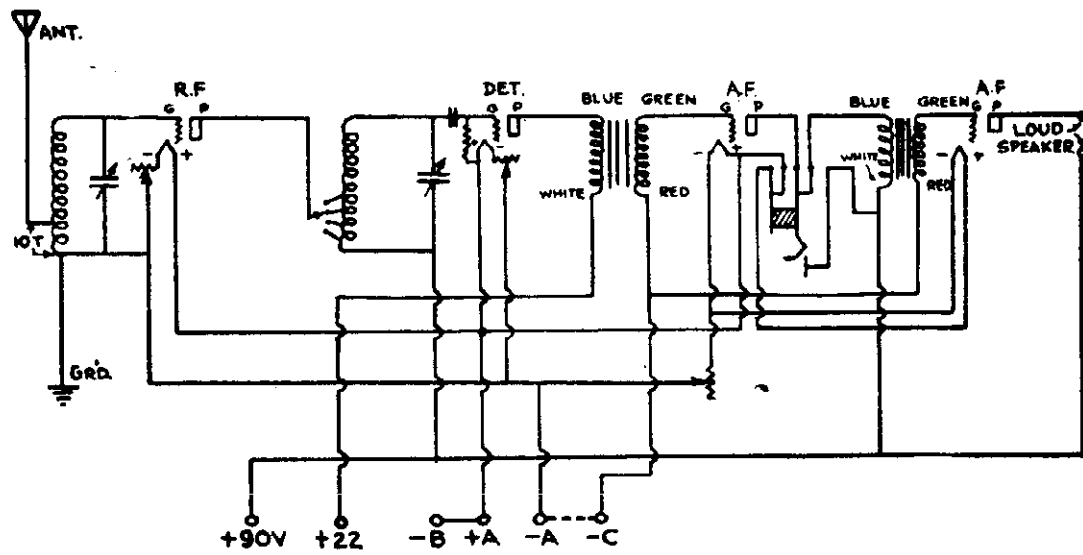 ANT.
R.F
G P
- +
10T
GRD.
DET.
G P
+ -
BLUE GREEN
WHITE RED
A.F.
G P
- +
BLUE GREEN
WHITE
RED
A.F
G P
- +
LOUD
SPEAKER
+90V +22 -B +A -A -C